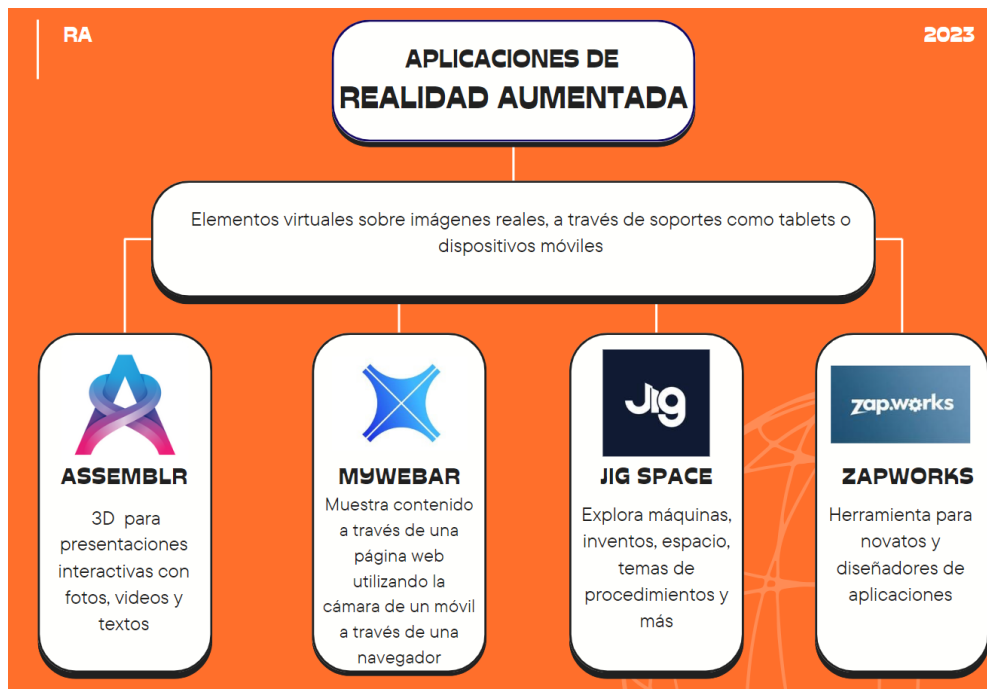 RA
2023
APLICACIONES DE
REALIDAD AUMENTADA
Elementos virtuales sobre imágenes reales, a través de soportes como tablets o
dispositivos móviles
ASSEMBLR
3D para
presentaciones
interactivas con
fotos, videos y
textos
MYWEBAR
Muestra contenido
a través de una
página web
utilizando la
cámara de un móvil
a través de una
navegador
Jig
JIG SPACE
Explora máquinas,
inventos, espacio,
temas de
procedimientos y
más
zap.works
ZAPWORKS
Herramienta para
novatos y
diseñadores de
aplicaciones